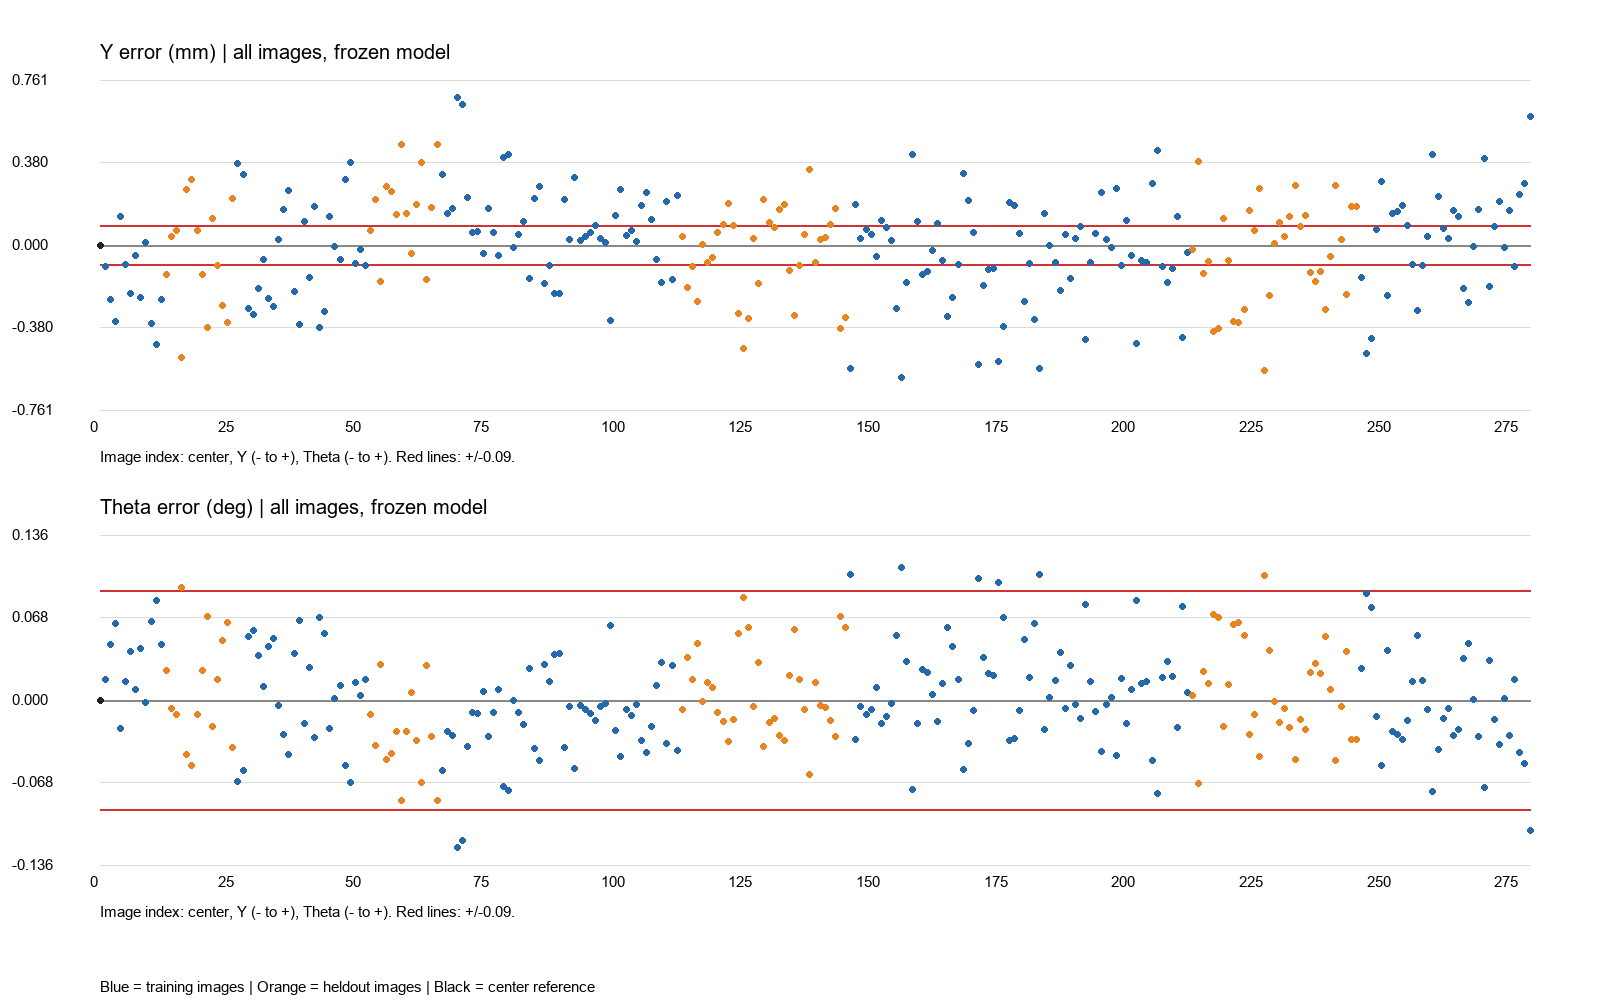 Y error (mm) | all images, frozen model
0.761
0.380
0.000
-0.380
-0.761
0 25 50 75 100 125 150 175 200 225 250 275
Image index: center, Y (- to +), Theta (- to +). Red lines: +/-0.09.
Theta error (deg) | all images, frozen model
0.136
0.068
0.000
-0.068
-0.136
0 25 50 75 100 125 150 175 200 225 250 275
Image index: center, Y (- to +), Theta (- to +). Red lines: +/-0.09.
Blue = training images | Orange = heldout images | Black = center reference